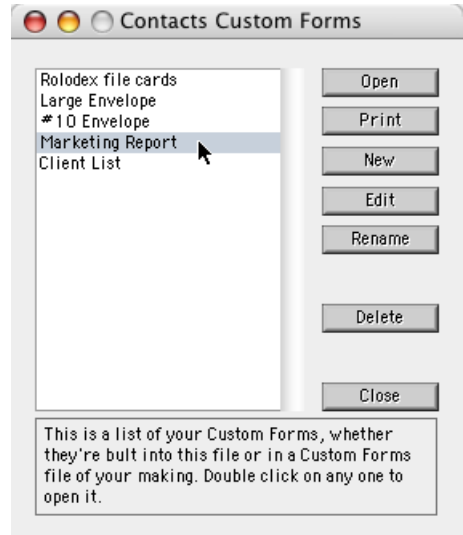 Contacts Custom Forms
Rolodex file cards
Large Envelope
#10 Envelope
Marketing Report
Client List
Open
Print
New
Edit
Rename
Delete
Close
This is a list of your Custom Forms, whether
they're bult into this file or in a Custom Forms
file of your making. Double click on any one to
open it.